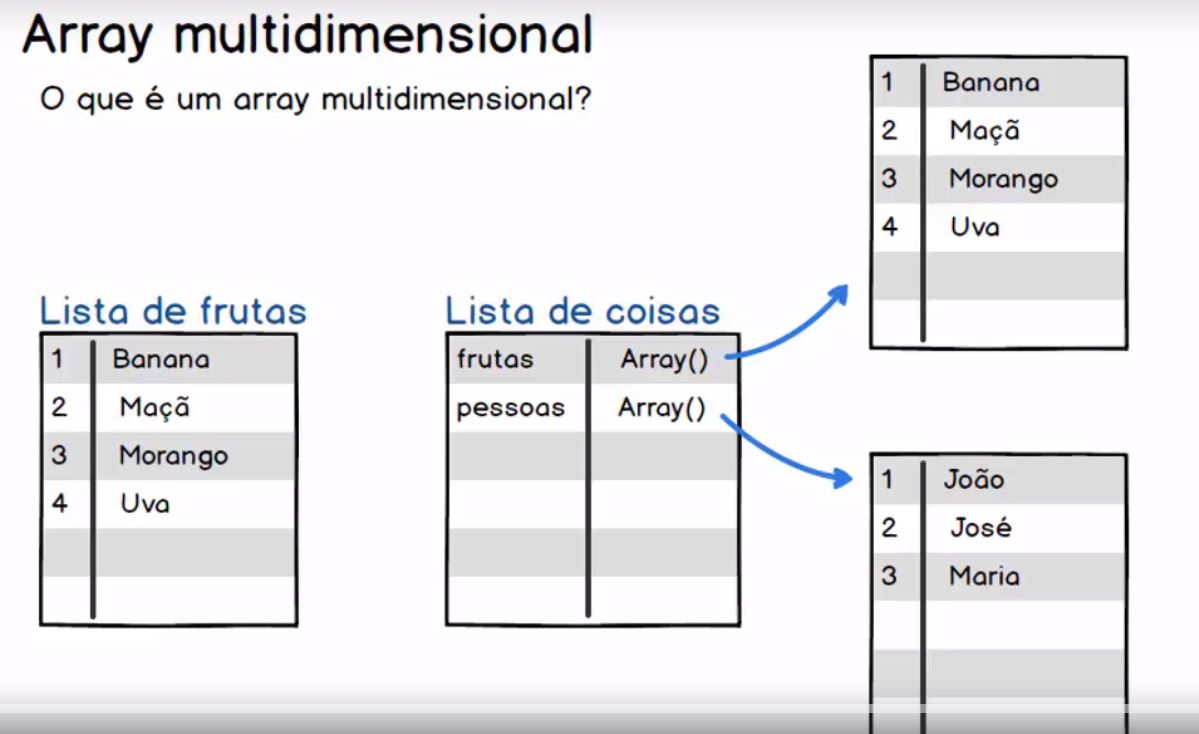 Array multidimensional
O que é um array multidimensional?
Lista de frutas
1 Banana
2 Maçã
3 Morango
4 Uva
Lista de coisas
frutas Array()
pessoas Array()
1 Banana
2 Maçã
3 Morango
4 Uva
1 João
2 José
3 Maria